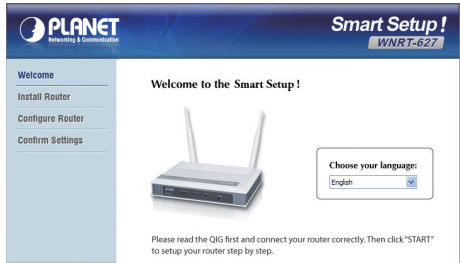 PLANET
Networking & Communication
Smart Setup !
WNRT-627
Welcome
Install Router
Configure Router
Confirm Settings
Welcome to the Smart Setup !
Choose your language:
English
Please read the QIG first and connect your router correctly. Then click "START"
to setup your router step by step.